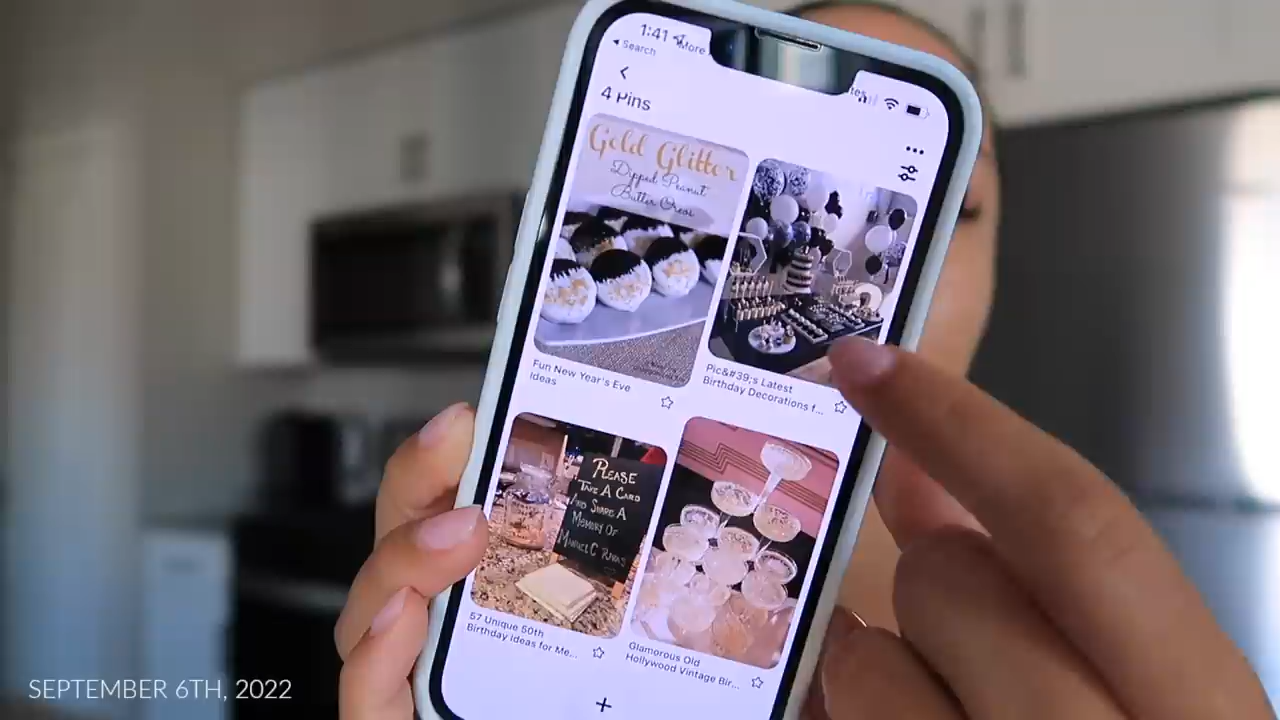 1:41
Search
More
4 Pins
Gold Glitter
Dipped Peanut
Butter Oreos
Fun New Year's Eve
Ideas
Pic&#39;s Latest
Birthday Decorations f...
PLEASE
TAKE A CARD
AND SHARE A
MEMORY OF
57 Unique 50th
Birthday Ideas for Me...
Glamorous Old
Hollywood Vintage Bir...
+
SEPTEMBER 6TH, 2022